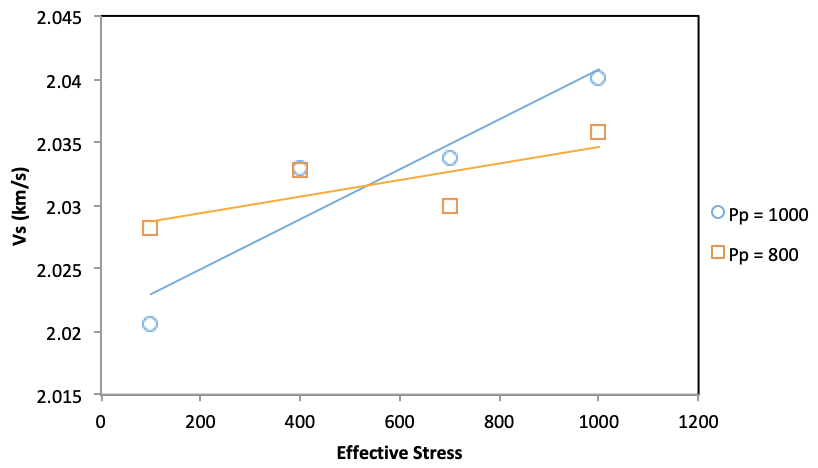 2.045
2.04
2.035
2.03
2.025
2.02
2.015
0 200 400 600 800 1000 1200
Vs (km/s)
Effective Stress
Pp = 1000
Pp = 800